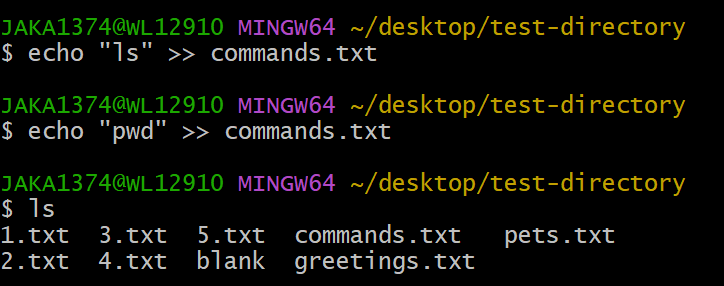 JAKA1374@WL12910 MINGW64 ~/desktop/test-directory
$ echo "ls" >> commands.txt
JAKA1374@WL12910 MINGW64 ~/desktop/test-directory
$ echo "pwd" >> commands.txt
JAKA1374@WL12910 MINGW64 ~/desktop/test-directory
$ ls
1.txt  3.txt  5.txt  commands.txt   pets.txt
2.txt  4.txt  blank  greetings.txt